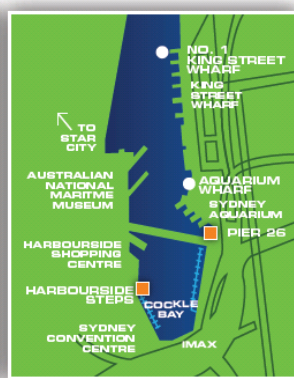 NO. 1
KING STREET
WHARF
KING
STREET
WHARF
TO
STAR
CITY
AUSTRALIAN
NATIONAL
MARITME
MUSEUM
AQUARIUM
WHARF
SYDNEY
AQUARIUM
PIER 26
HARBOURSIDE
SHOPPING
CENTRE
HARBOURSIDE
STEPS
COCKLE
BAY
SYDNEY
CONVENTION
CENTRE
IMAX